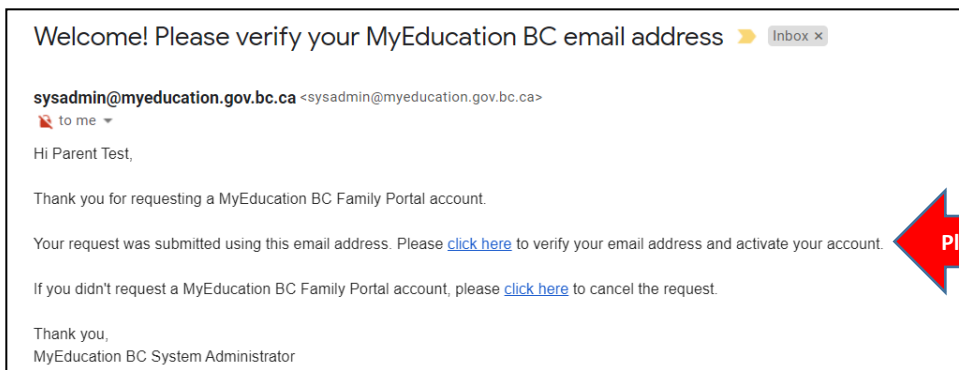 Welcome! Please verify your MyEducation BC email address Inbox ×
sysadmin@myeducation.gov.bc.ca <sysadmin@myeducation.gov.bc.ca>
to me
Hi Parent Test,
Thank you for requesting a MyEducation BC Family Portal account.
Your request was submitted using this email address. Please click here to verify your email address and activate your account.
If you didn't request a MyEducation BC Family Portal account, please click here to cancel the request.
Thank you,
MyEducation BC System Administrator